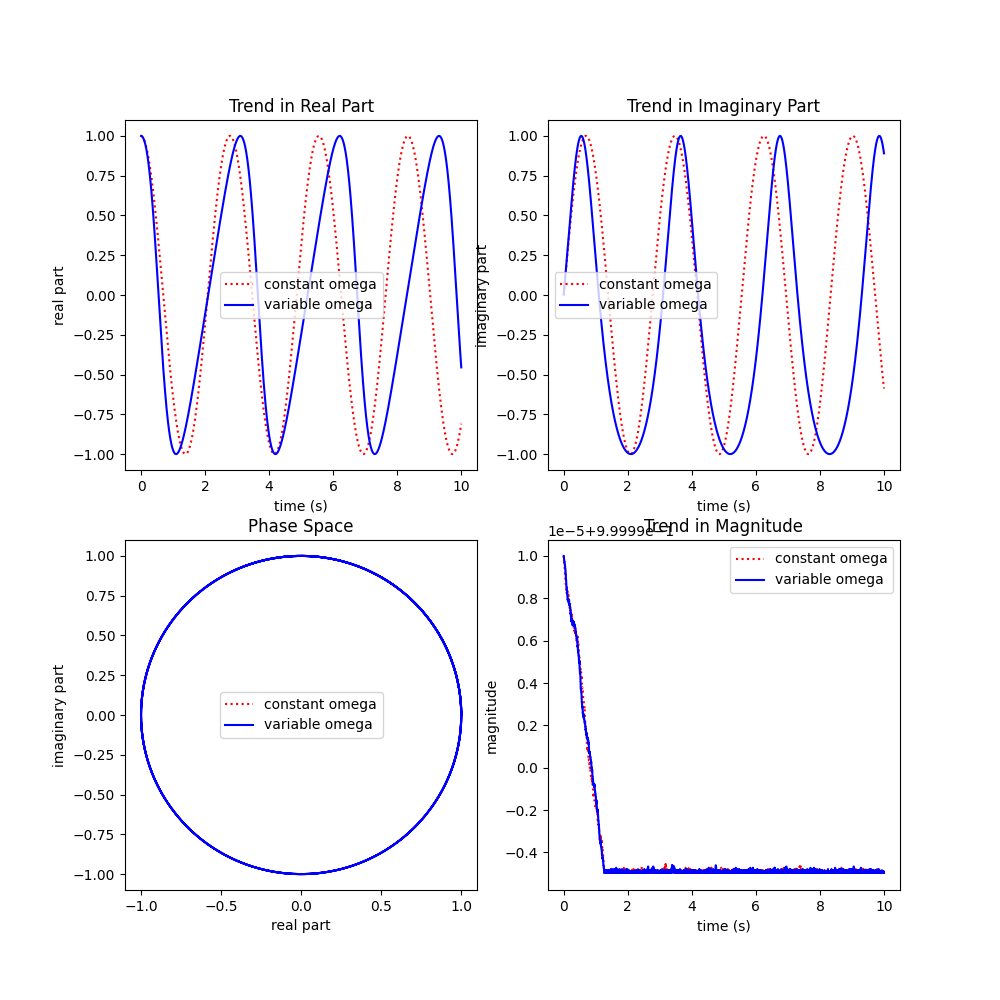 Trend in Real Part
1.00
0.75
0.50
0.25
0.00
−0.25
−0.50
−0.75
−1.00
real part
constant omega
variable omega
0 2 4 6 8 10
time (s)
Trend in Imaginary Part
1.00
0.75
0.50
0.25
0.00
−0.25
−0.50
−0.75
−1.00
imaginary part
constant omega
variable omega
0 2 4 6 8 10
time (s)
Phase Space
1.00
0.75
0.50
0.25
0.00
−0.25
−0.50
−0.75
−1.00
imaginary part
constant omega
variable omega
−1.0 −0.5 0.0 0.5 1.0
real part
Trend in Magnitude
1e−5+9.9999e−1
1.0
0.8
0.6
0.4
0.2
0.0
−0.2
−0.4
magnitude
constant omega
variable omega
0 2 4 6 8 10
time (s)